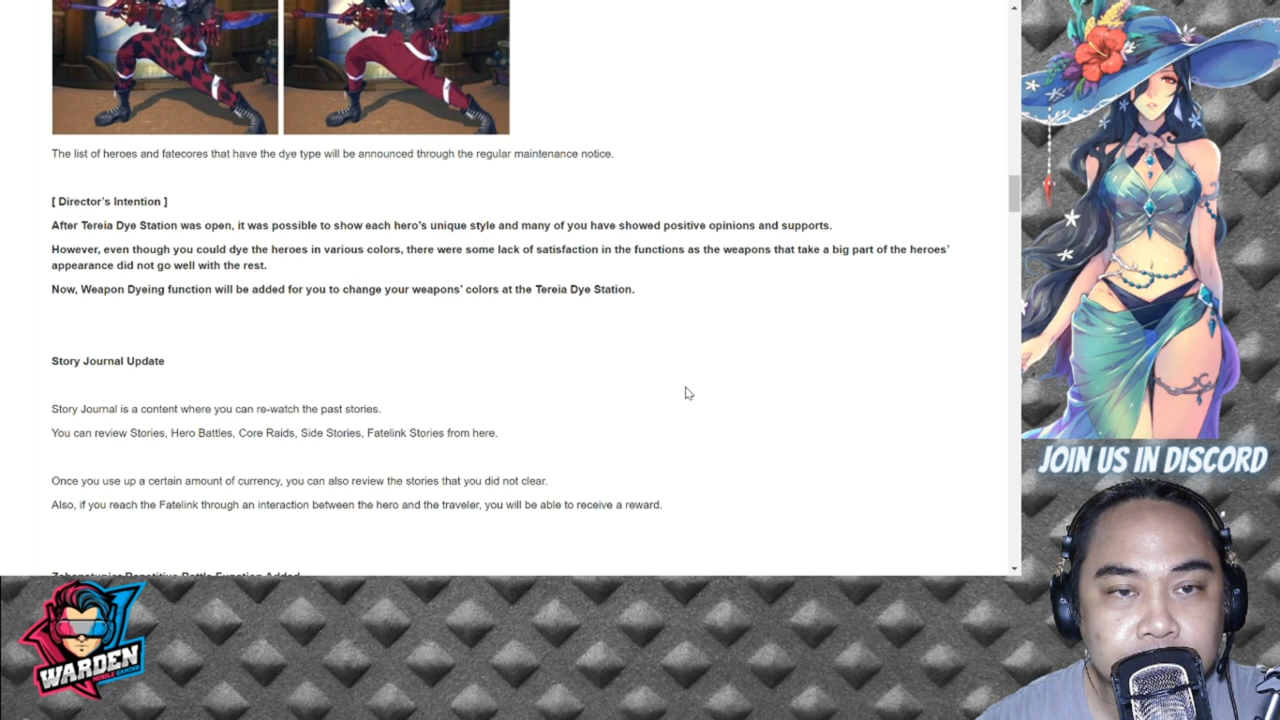 The list of heroes and fatecores that have the dye type will be announced through the regular maintenance notice.
[ Director's Intention ]
After Tereia Dye Station was open, it was possible to show each hero's unique style and many of you have showed positive opinions and supports.
However, even though you could dye the heroes in various colors, there were some lack of satisfaction in the functions as the weapons that take a big part of the heroes'
appearance did not go well with the rest.
Now, Weapon Dyeing function will be added for you to change your weapons' colors at the Tereia Dye Station.
Story Journal Update
Story Journal is a content where you can re-watch the past stories.
You can review Stories, Hero Battles, Core Raids, Side Stories, Fatelink Stories from here.
Once you use up a certain amount of currency, you can also review the stories that you did not clear.
Also, if you reach the Fatelink through an interaction between the hero and the traveler, you will be able to receive a reward.
Repetitive Battle Function Added
JOIN US IN DISCORD
WARDEN
MOBILE GAMING